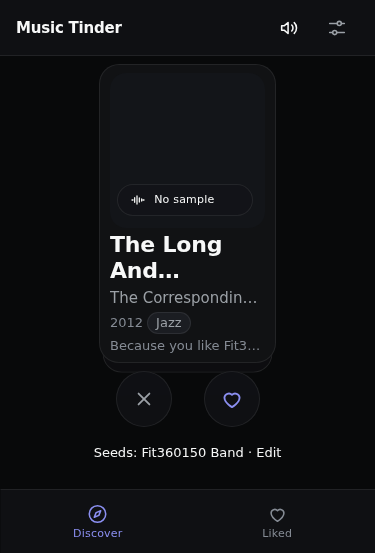 Music Tinder
No sample
The Long
And…
The Correspondin…
2012 Jazz
Because you like Fit3…
Seeds: Fit360150 Band · Edit
Discover
Liked